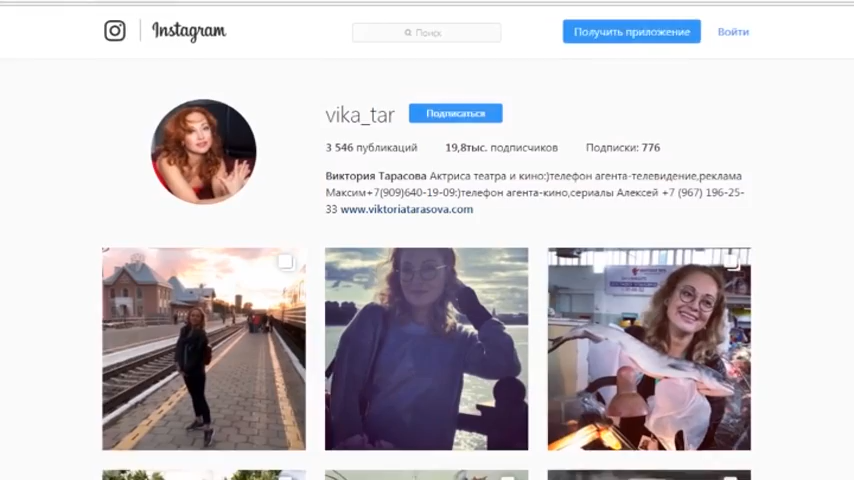 Instagram
Поиск
Получить приложение
Войти
vika_tar
Подписаться
3 546 публикаций
19,8тыс. подписчиков
Подписки: 776
Виктория Тарасова Актриса театра и кино:)телефон агента-телевидение,реклама
Максим+7(909)640-19-09:)телефон агента-кино,сериалы Алексей +7 (967) 196-25-
33 www.viktoriatarasova.com